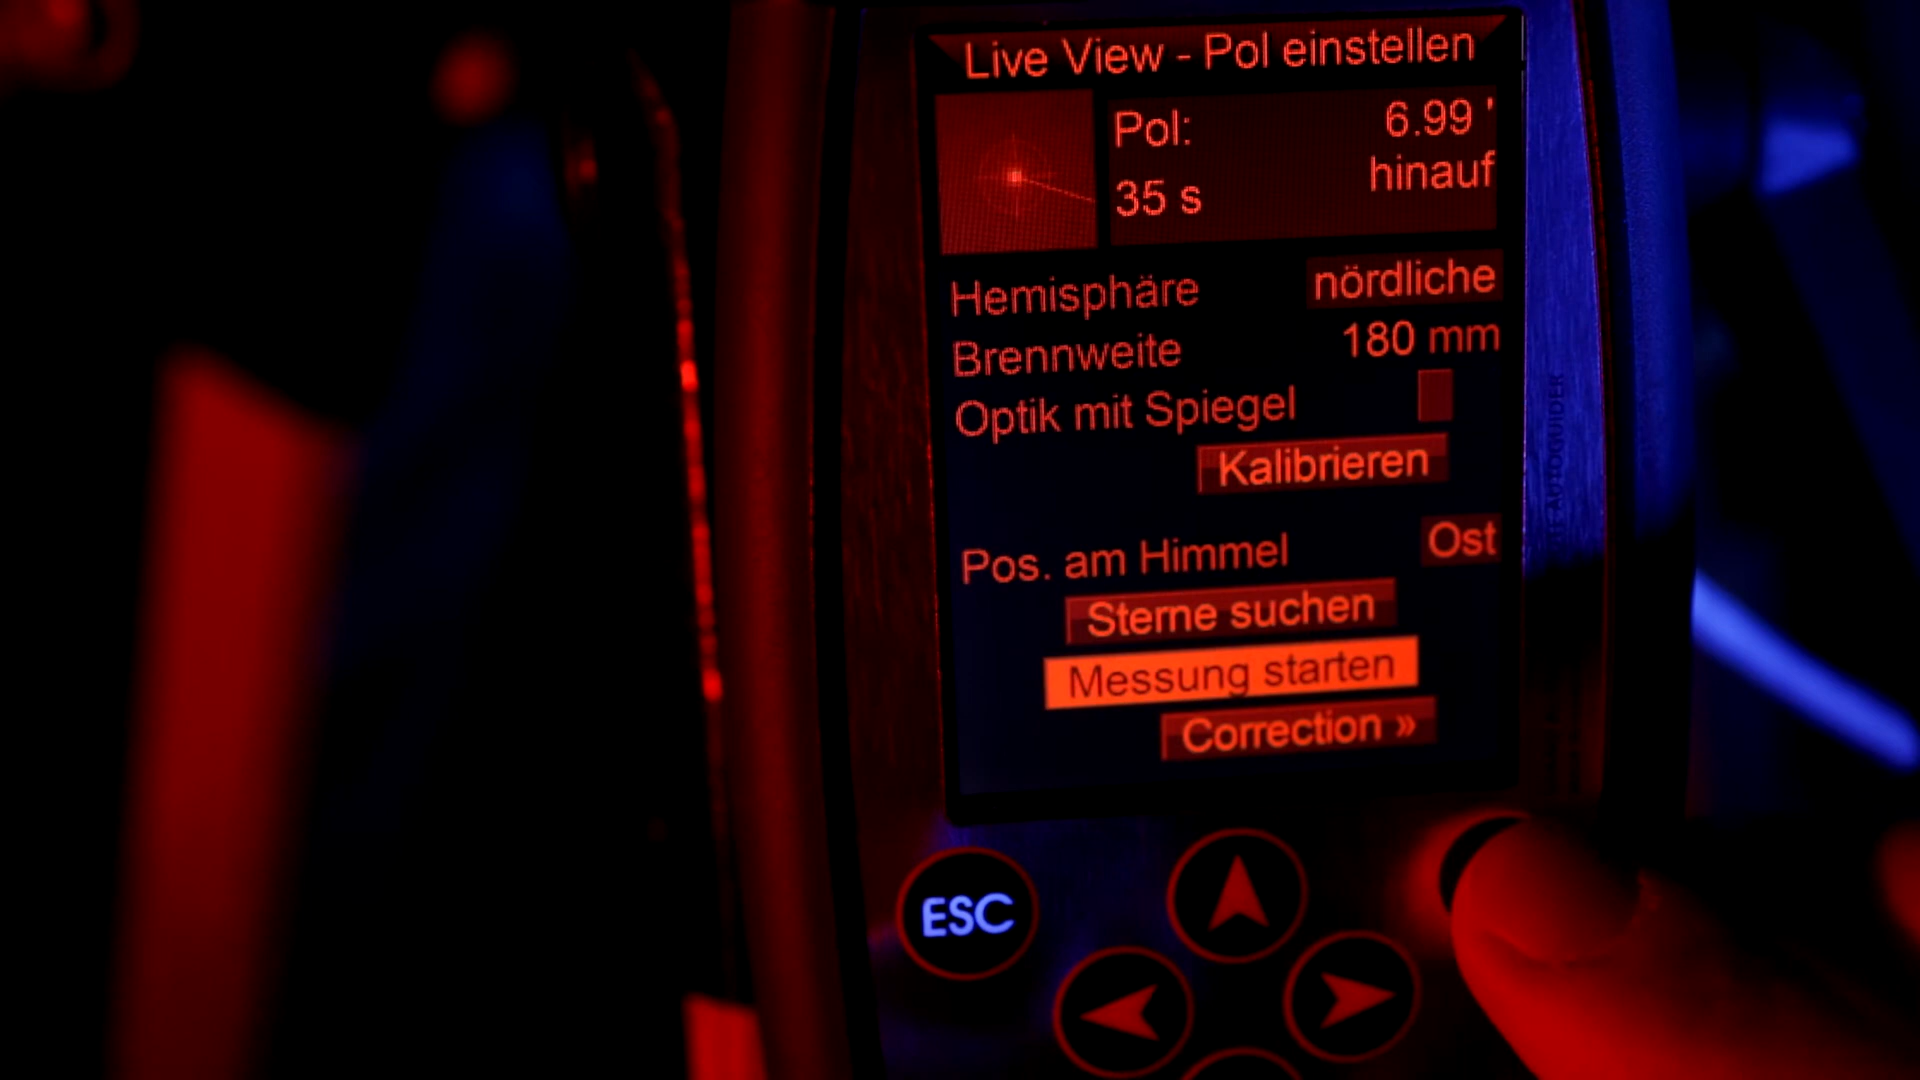 Live View - Pol einstellen
Pol: 6.99 '
hinauf
35 s
Hemisphäre nördliche
Brennweite 180 mm
Optik mit Spiegel
Kalibrieren
Pos. am Himmel Ost
Sterne suchen
Messung starten
Correction »
ESC
AUTOGUIDER